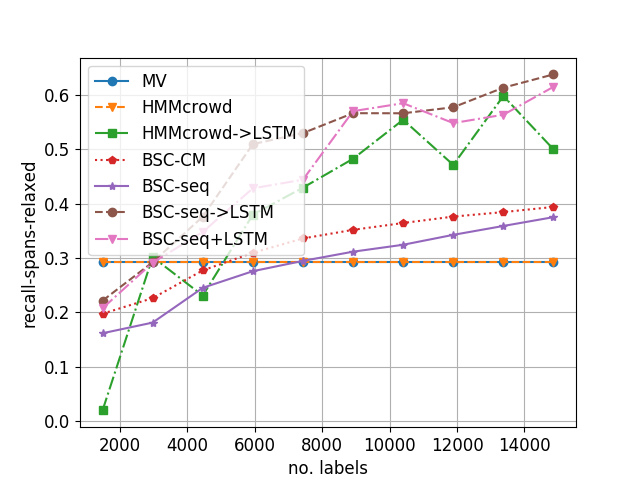 MV
HMMcrowd
HMMcrowd->LSTM
BSC-CM
BSC-seq
BSC-seq->LSTM
BSC-seq+LSTM
recall-spans-relaxed
0.6
0.5
0.4
0.3
0.2
0.1
0.0
2000 4000 6000 8000 10000 12000 14000
no. labels